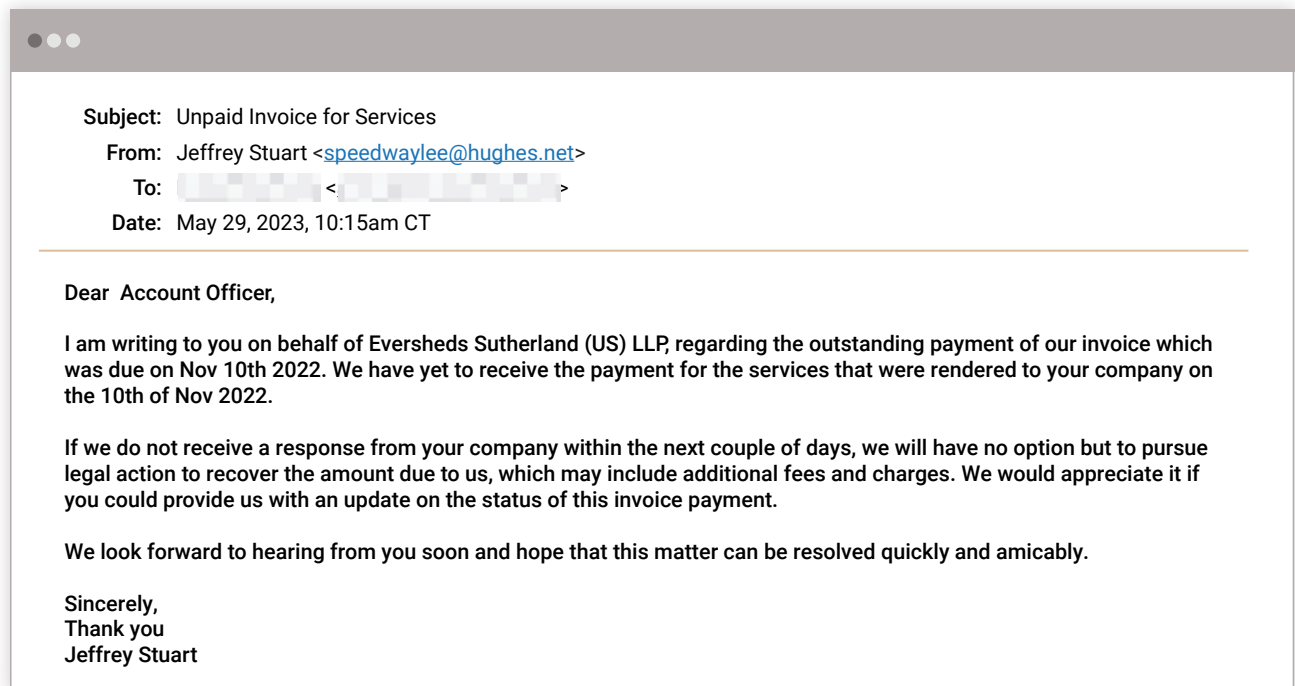 Subject: Unpaid Invoice for Services
From: Jeffrey Stuart <speedwaylee@hughes.net>
To: < >
Date: May 29, 2023, 10:15am CT
Dear Account Officer,
I am writing to you on behalf of Eversheds Sutherland (US) LLP, regarding the outstanding payment of our invoice which
was due on Nov 10th 2022. We have yet to receive the payment for the services that were rendered to your company on
the 10th of Nov 2022.
If we do not receive a response from your company within the next couple of days, we will have no option but to pursue
legal action to recover the amount due to us, which may include additional fees and charges. We would appreciate it if
you could provide us with an update on the status of this invoice payment.
We look forward to hearing from you soon and hope that this matter can be resolved quickly and amicably.
Sincerely,
Thank you
Jeffrey Stuart